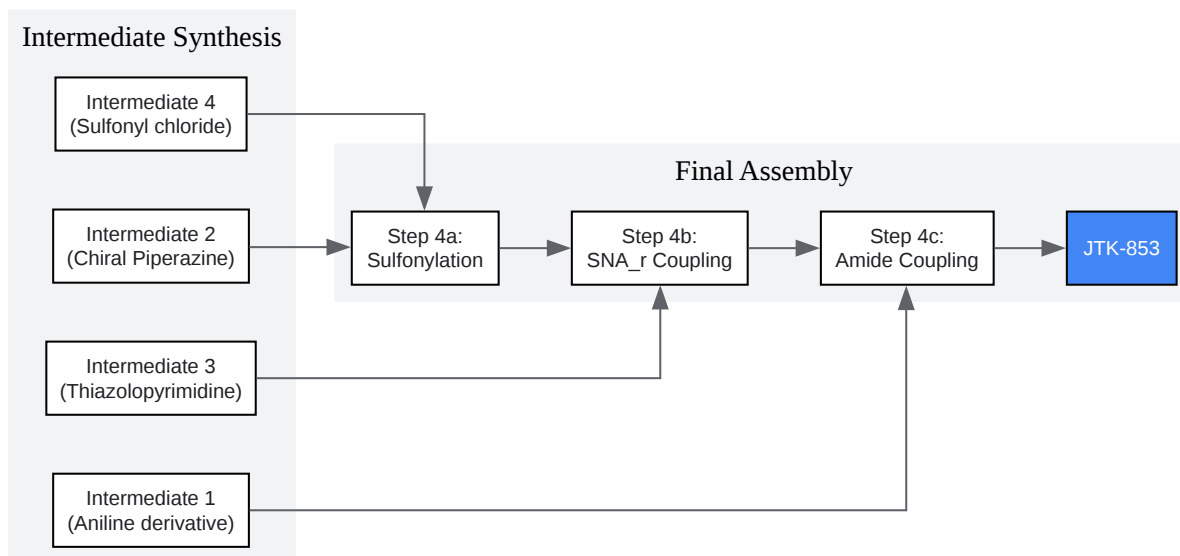 Intermediate Synthesis
Intermediate 4
(Sulfonyl chloride)
Final Assembly
Intermediate 2
(Chiral Piperazine)
Step 4a:
Sulfonylation
Step 4b:
SNA_r Coupling
Step 4c:
Amide Coupling
JTK-853
Intermediate 3
(Thiazolopyrimidine)
Intermediate 1
(Aniline derivative)